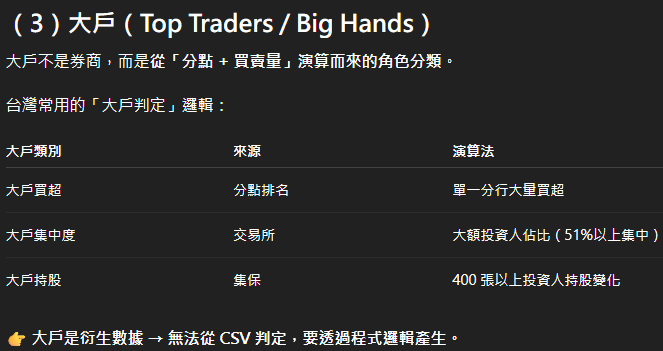 （3）大戶（Top Traders / Big Hands）
大戶不是券商，而是從「分點 + 買賣量」演算而來的角色分類。
台灣常用的「大戶判定」邏輯：
大戶類別 來源 演算法
大戶買超 分點排名 單一分行大量買超
大戶集中度 交易所 大額投資人佔比（51%以上集中）
大戶持股 集保 400 張以上投資人持股變化
👉 大戶是衍生數據 → 無法從 CSV 判定，要透過程式邏輯產生。